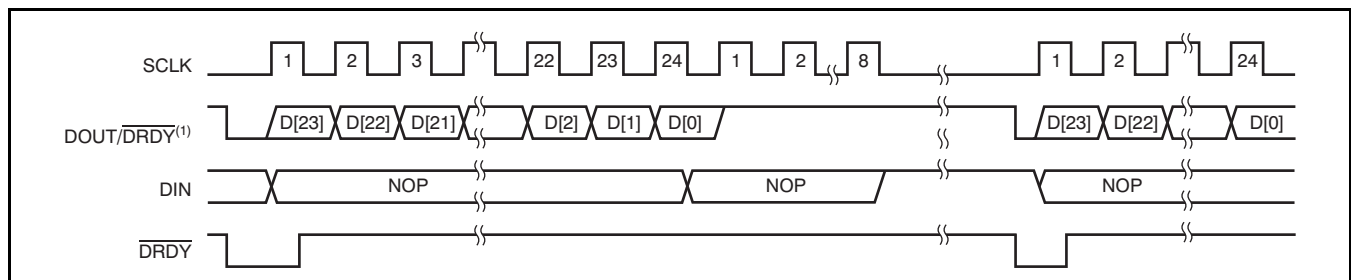 SCLK 1 2 3 22 23 24 1 2 8 1 2 24
DOUT/DRDY(1) D[23] D[22] D[21] D[2] D[1] D[0] D[23] D[22] D[0]
DIN NOP NOP NOP
DRDY